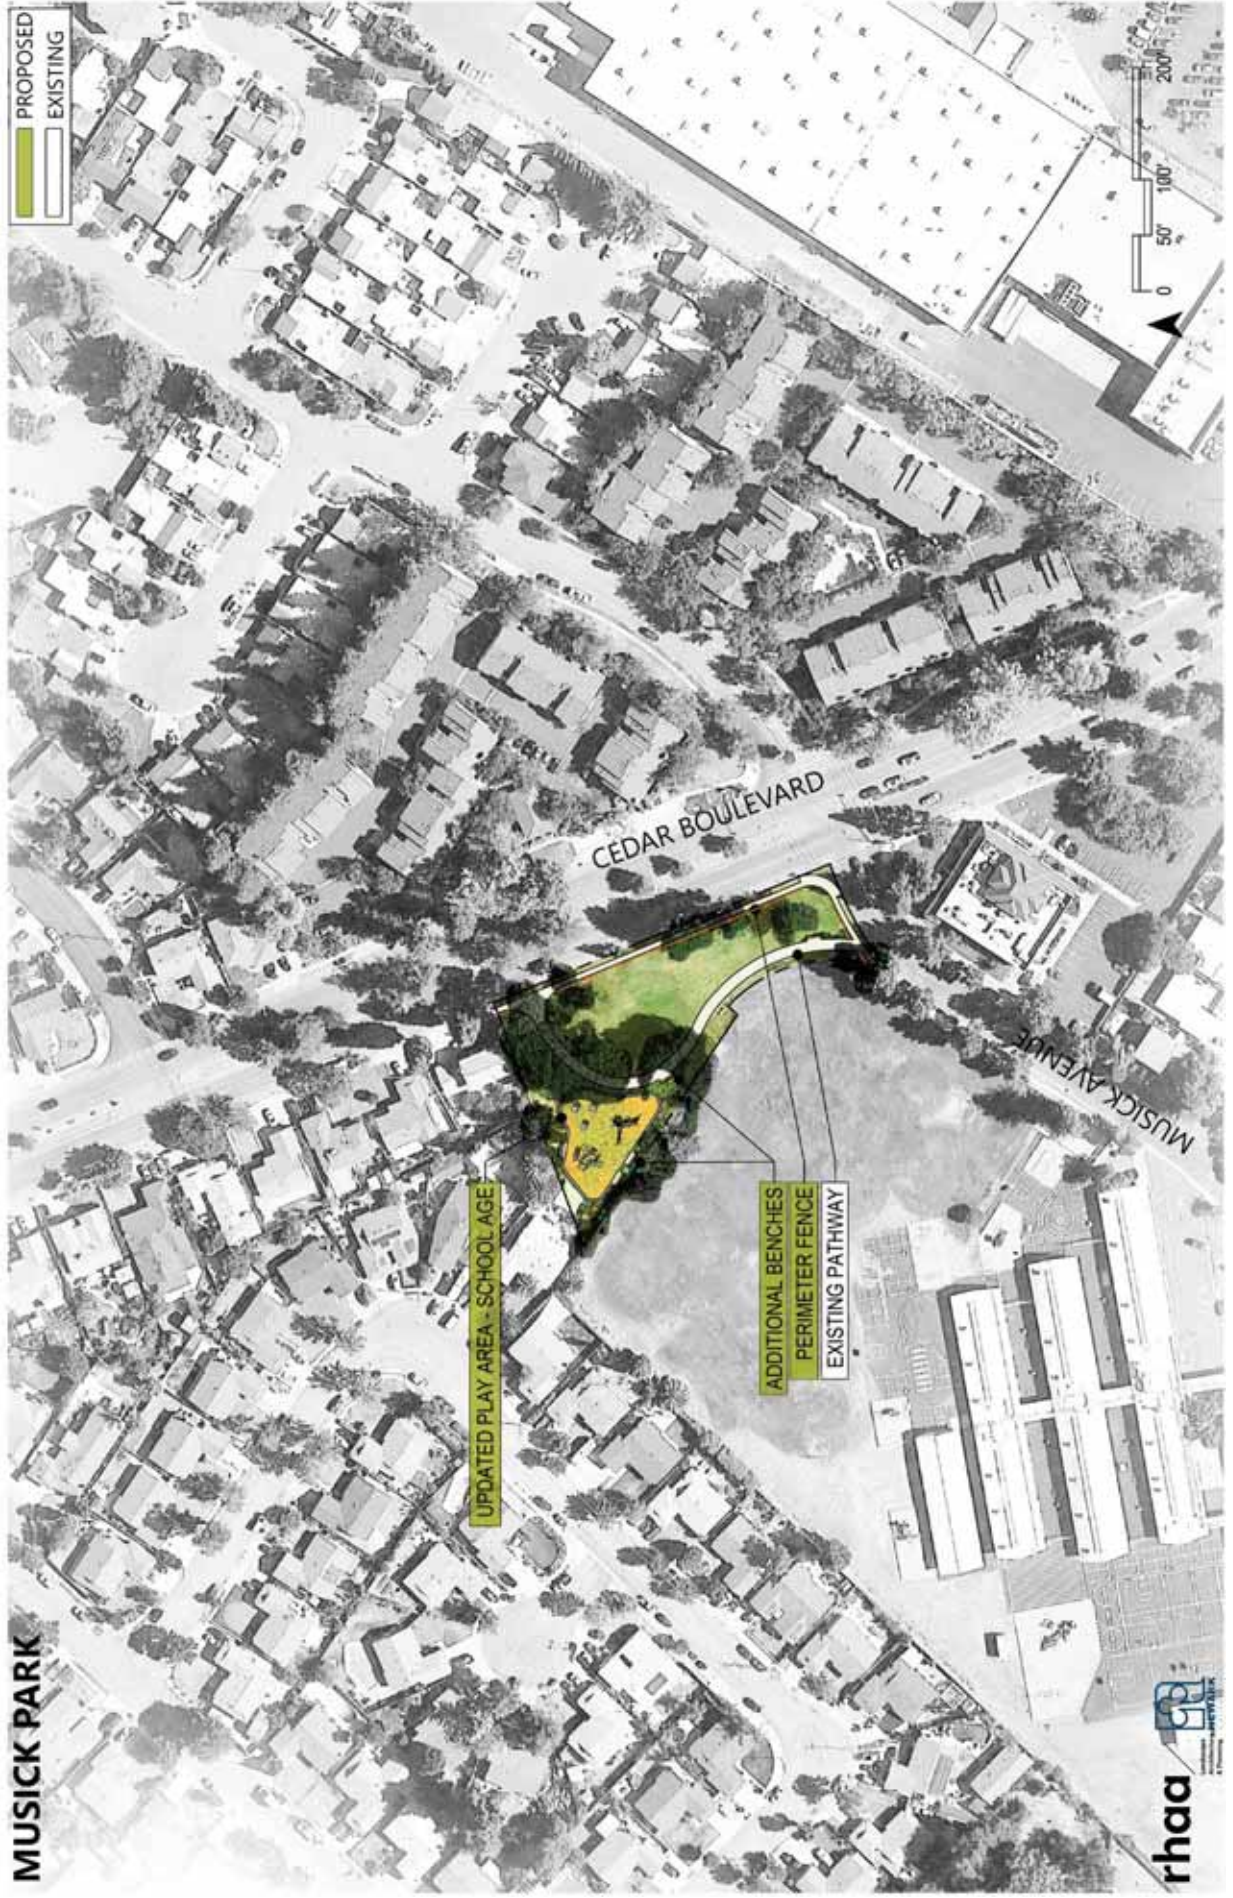 MUSICK PARK
PROPOSED
EXISTING
UPDATED PLAY AREA - SCHOOL AGE
CEDAR BOULEVARD
ADDITIONAL BENCHES
PERIMETER FENCE
EXISTING PATHWAY
MUSICK AVENUE
rhaa
NEWARK
0 50' 100' 200'